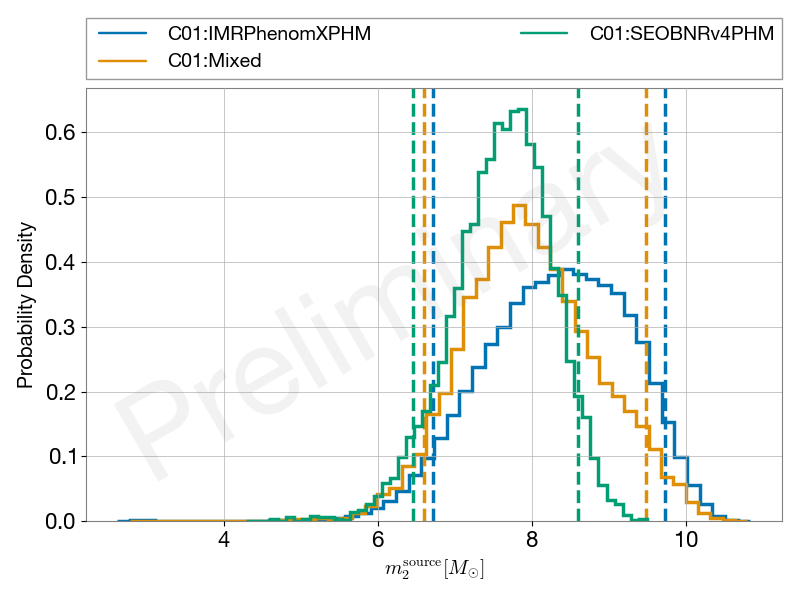 C01:IMRPhenomXPHM
C01:Mixed
C01:SEOBNRv4PHM
Preliminary
Probability Density
0.6
0.5
0.4
0.3
0.2
0.1
0.0
4 6 8 10
m₂^source [M⊙]